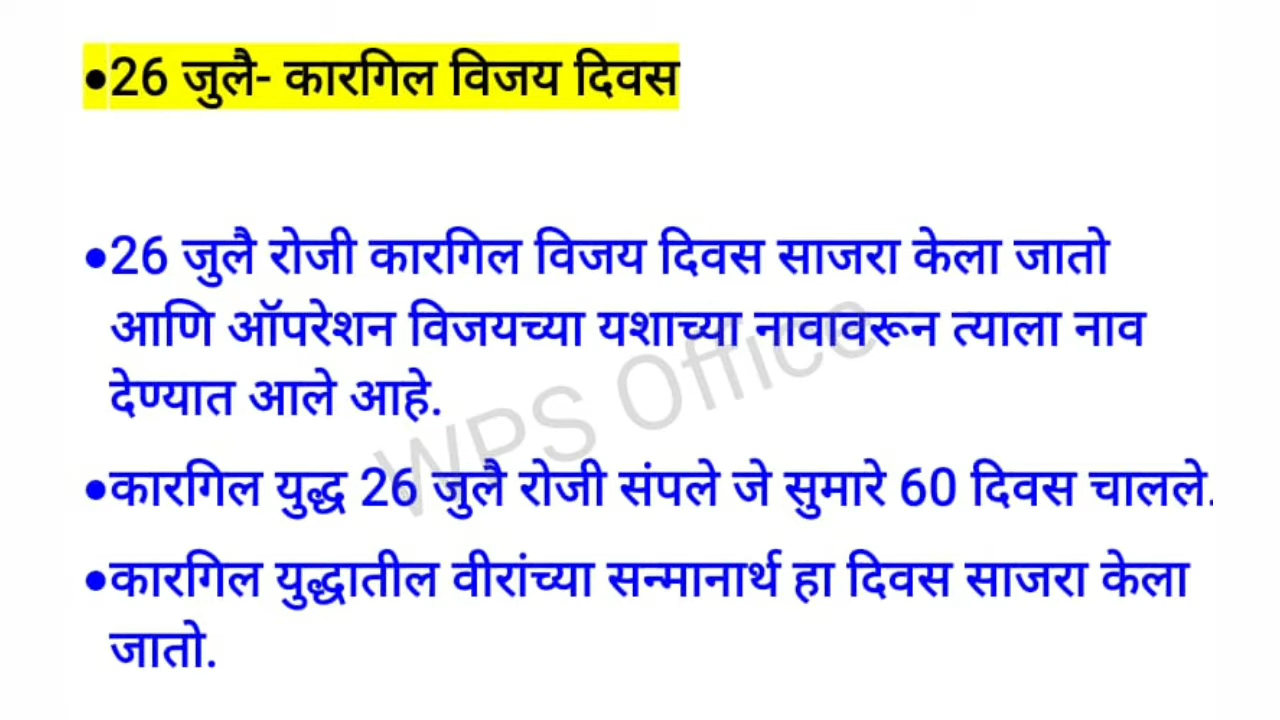 ●26 जुलै- कारगिल विजय दिवस
●26 जुलै रोजी कारगिल विजय दिवस साजरा केला जातो
आणि ऑपरेशन विजयच्या यशाच्या नावावरून त्याला नाव
देण्यात आले आहे.
●कारगिल युद्ध 26 जुलै रोजी संपले जे सुमारे 60 दिवस चालले.
●कारगिल युद्धातील वीरांच्या सन्मानार्थ हा दिवस साजरा केला
जातो.
WPS Office